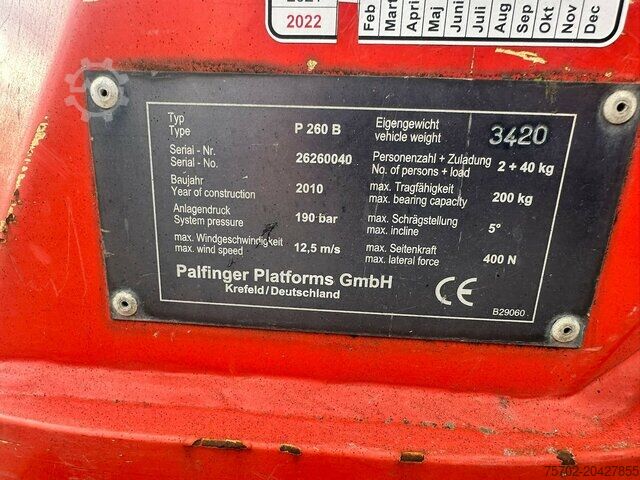 2022
Feb
Mart
April
Maj
Juni
Juli
Aug
Sep
Okt
Nov
Dec
Typ
Type
P 260 B
Eigengewicht
vehicle weight
3420
Serial - Nr.
Serial - No.
26260040
Personenzahl + Zuladung
No. of persons + load
2 + 40 kg
Baujahr
Year of construction
2010
max. Tragfähigkeit
max. bearing capacity
200 kg
Anlagendruck
System pressure
190 bar
max. Schrägstellung
max. incline
5°
max. Windgeschwindigkeit
max. wind speed
12,5 m/s
max. Seitenkraft
max. lateral force
400 N
Palfinger Platforms GmbH
Krefeld/Deutschland
CE
B29060
75702-20427855